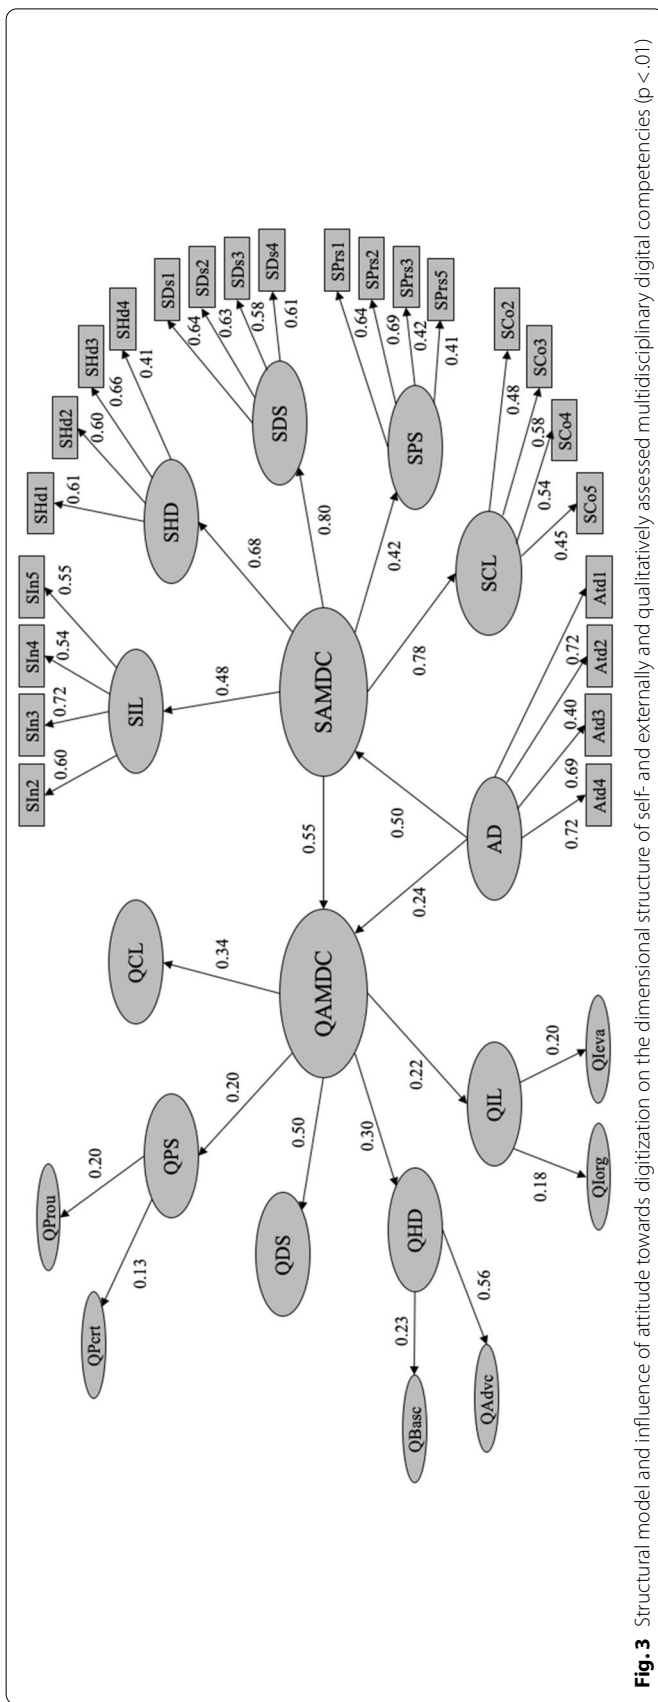 SIn2
SIn3
SIn4
SIn5
0.60
0.72
0.54
0.55
SIL
SHd1
SHd2
SHd3
SHd4
0.61
0.60
0.66
0.41
SHD
SDs1
SDs2
SDs3
SDs4
0.64
0.63
0.58
0.61
SDS
SPrs1
SPrs2
SPrs3
SPrs5
0.64
0.69
0.42
0.41
SPS
SCo2
SCo3
SCo4
SCo5
0.48
0.58
0.54
0.45
SCL
0.48
0.68
0.80
0.42
0.78
SAMDC
0.55
0.50
0.24
AD
0.72
0.40
0.69
0.72
Atd1
Atd2
Atd3
Atd4
QAMDC
0.34
QCL
0.20
QPS
0.20
QProu
0.13
QPcrt
0.50
QDS
0.30
QHD
0.23
QBasc
0.56
QAdvc
0.22
QIL
0.18
QIorg
0.20
QIeva
Fig. 3 Structural model and influence of attitude towards digitization on the dimensional structure of self- and externally and qualitatively assessed multidisciplinary digital competencies (p < .01)